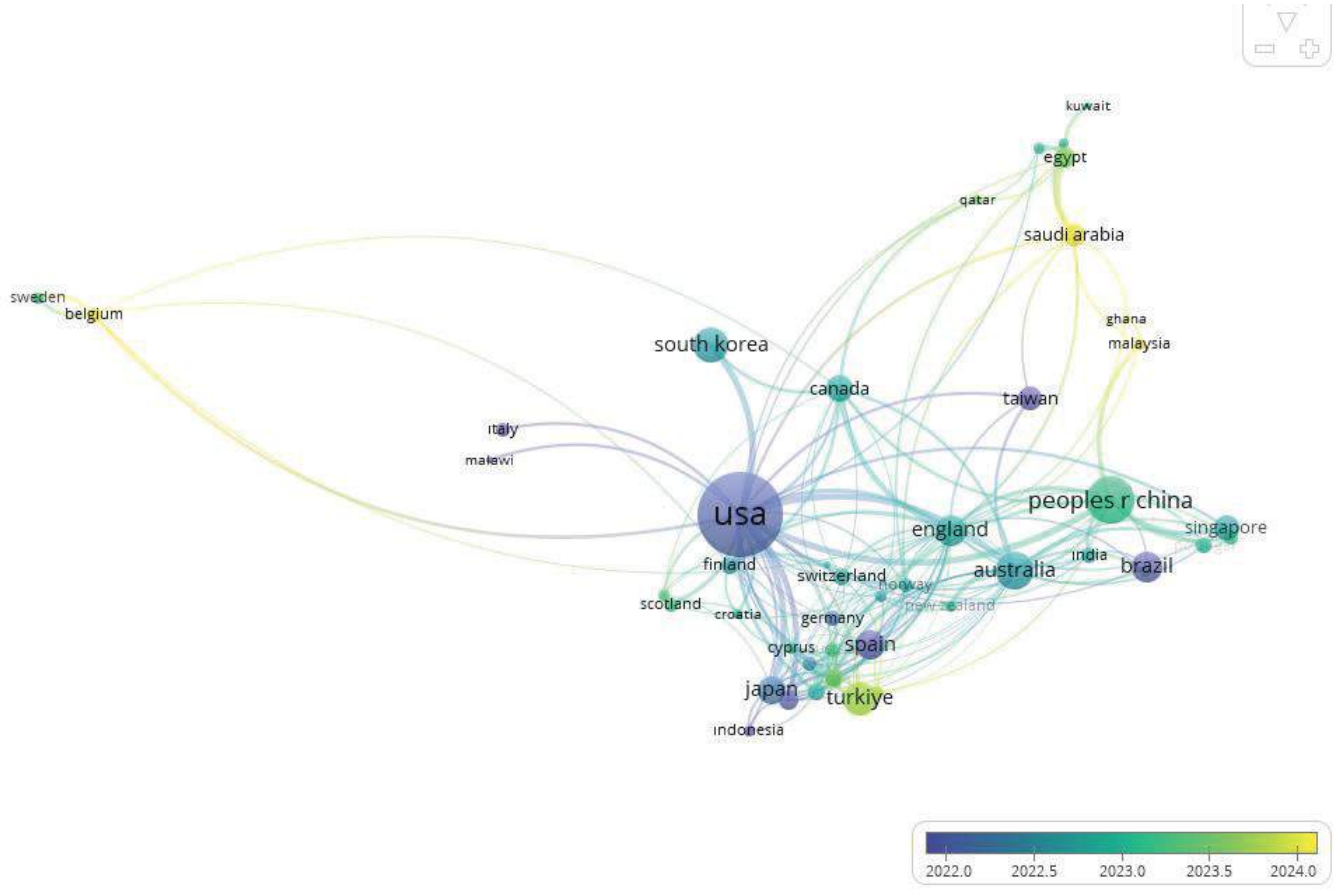 kuwait
egypt
qatar
saudi arabia
sweden
belgium
ghana
malaysia
south korea
canada
taiwan
italy
malawi
usa
peoples r china
england
singapore
india
finland
switzerland
australia
brazil
norway
scotland
croatia
new zealand
germany
cyprus
spain
japan
turkiye
indonesia
2022.0 2022.5 2023.0 2023.5 2024.0